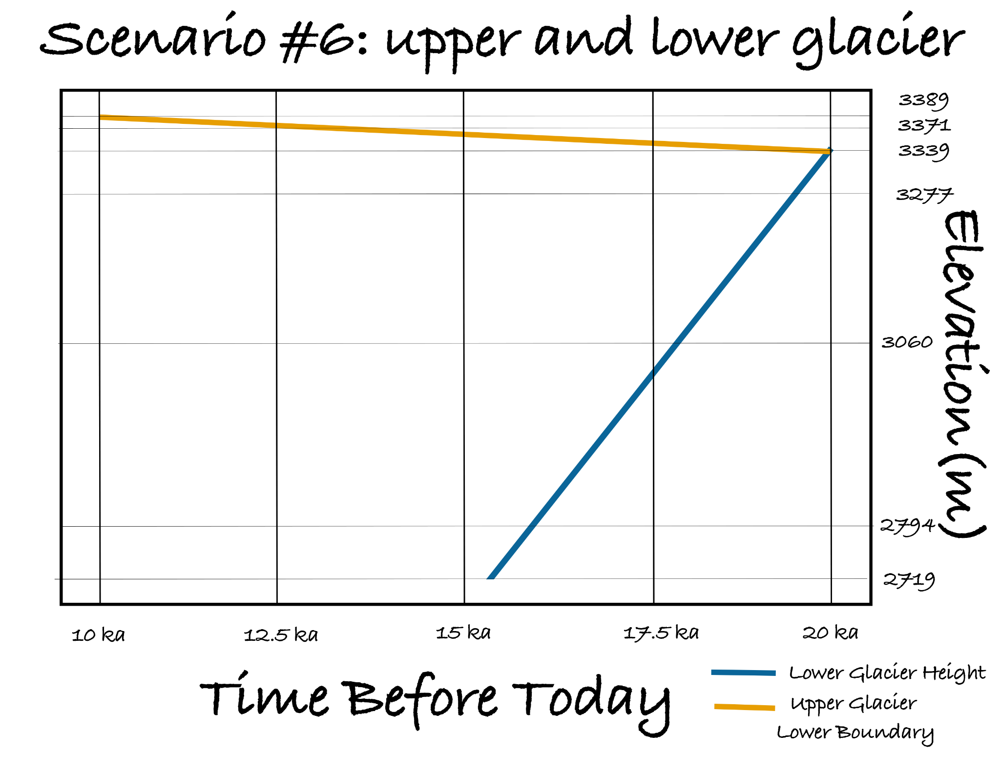 Scenario #6: upper and lower glacier
3389
3371
3339
3277
3060
2794
2719
Elevation (m)
10 ka
12.5 ka
15 ka
17.5 ka
20 ka
Time Before Today
Lower Glacier Height
Upper Glacier
Lower Boundary